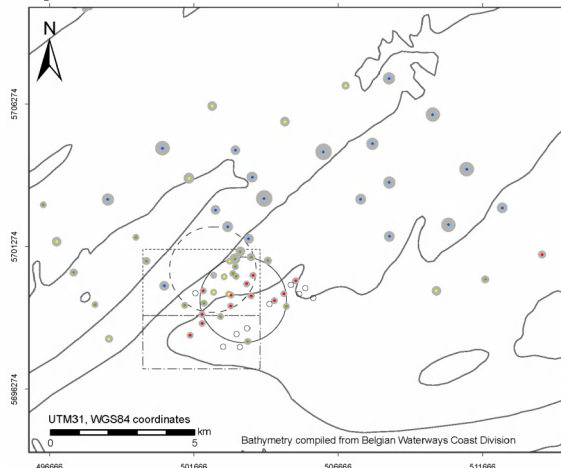 N
5706274
5701274
5696274
UTM31, WGS84 coordinates
km
0 5
Bathymetry compiled from Belgian Waterways Coast Division
496666 501666 506666 511666